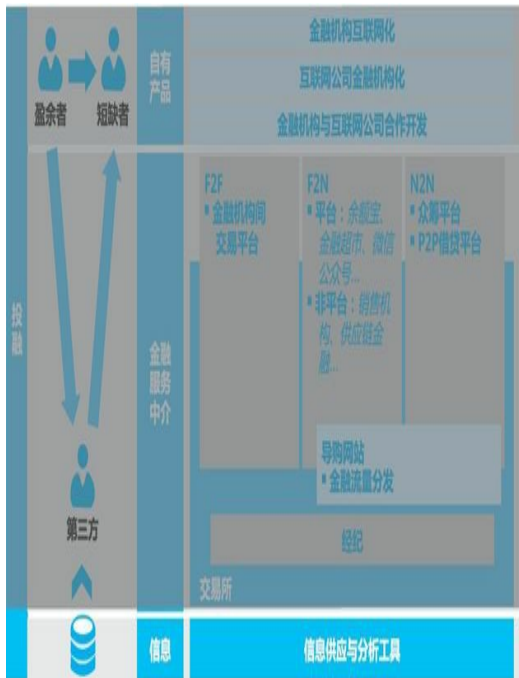 盈余者
短缺者
自有
产品
金融机构互联网化
互联网公司金融机构化
金融机构与互联网公司合作开发
投
融
金融
服务
中介
F2F
▪ 金融机构间
交易平台
F2N
▪ 平台：余额宝、
金融超市、微信
公众号...
▪ 非平台：销售机
构、供应链金
融...
N2N
▪ 众筹平台
▪ P2P借贷平台
导购网站
▪ 金融流量分发
第三方
经纪
交易所
信息
信息供应与分析工具